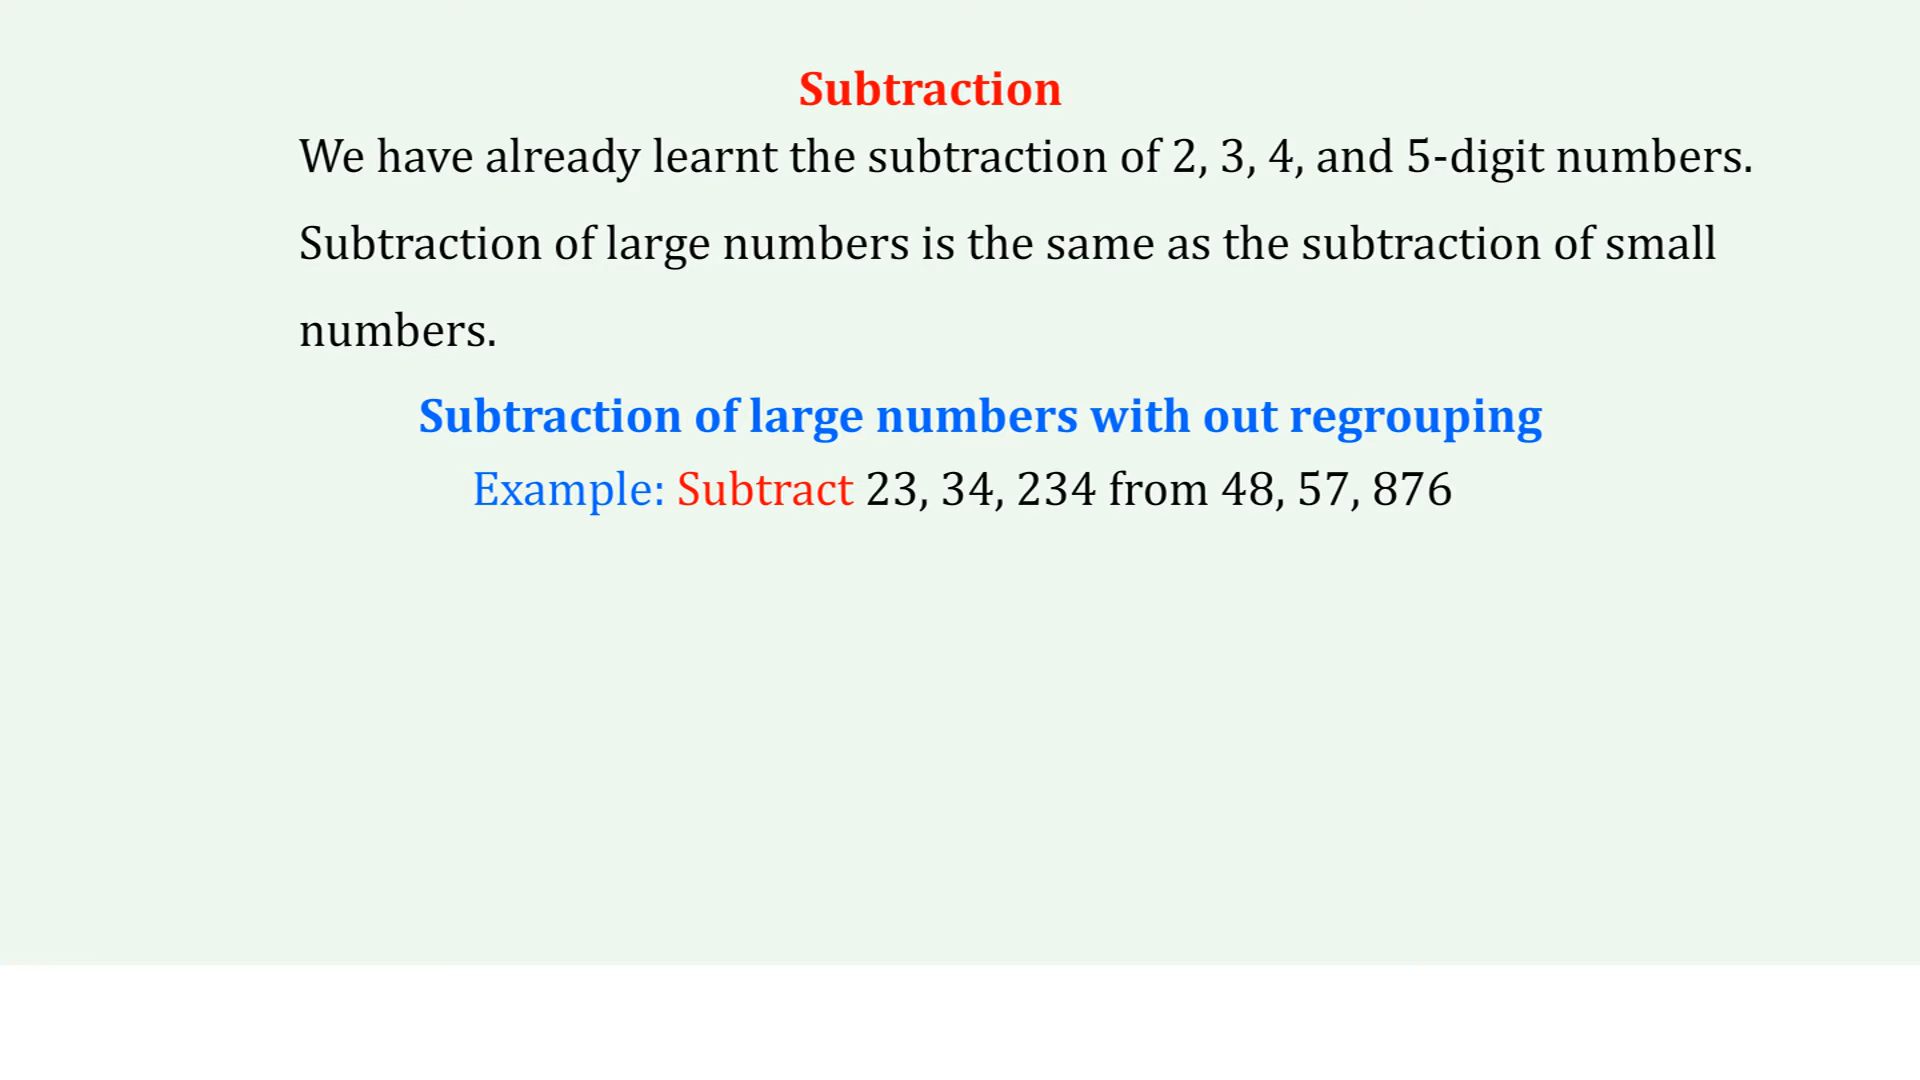 Subtraction
We have already learnt the subtraction of 2, 3, 4, and 5-digit numbers.
Subtraction of large numbers is the same as the subtraction of small
numbers.
Subtraction of large numbers with out regrouping
Example: Subtract 23, 34, 234 from 48, 57, 876